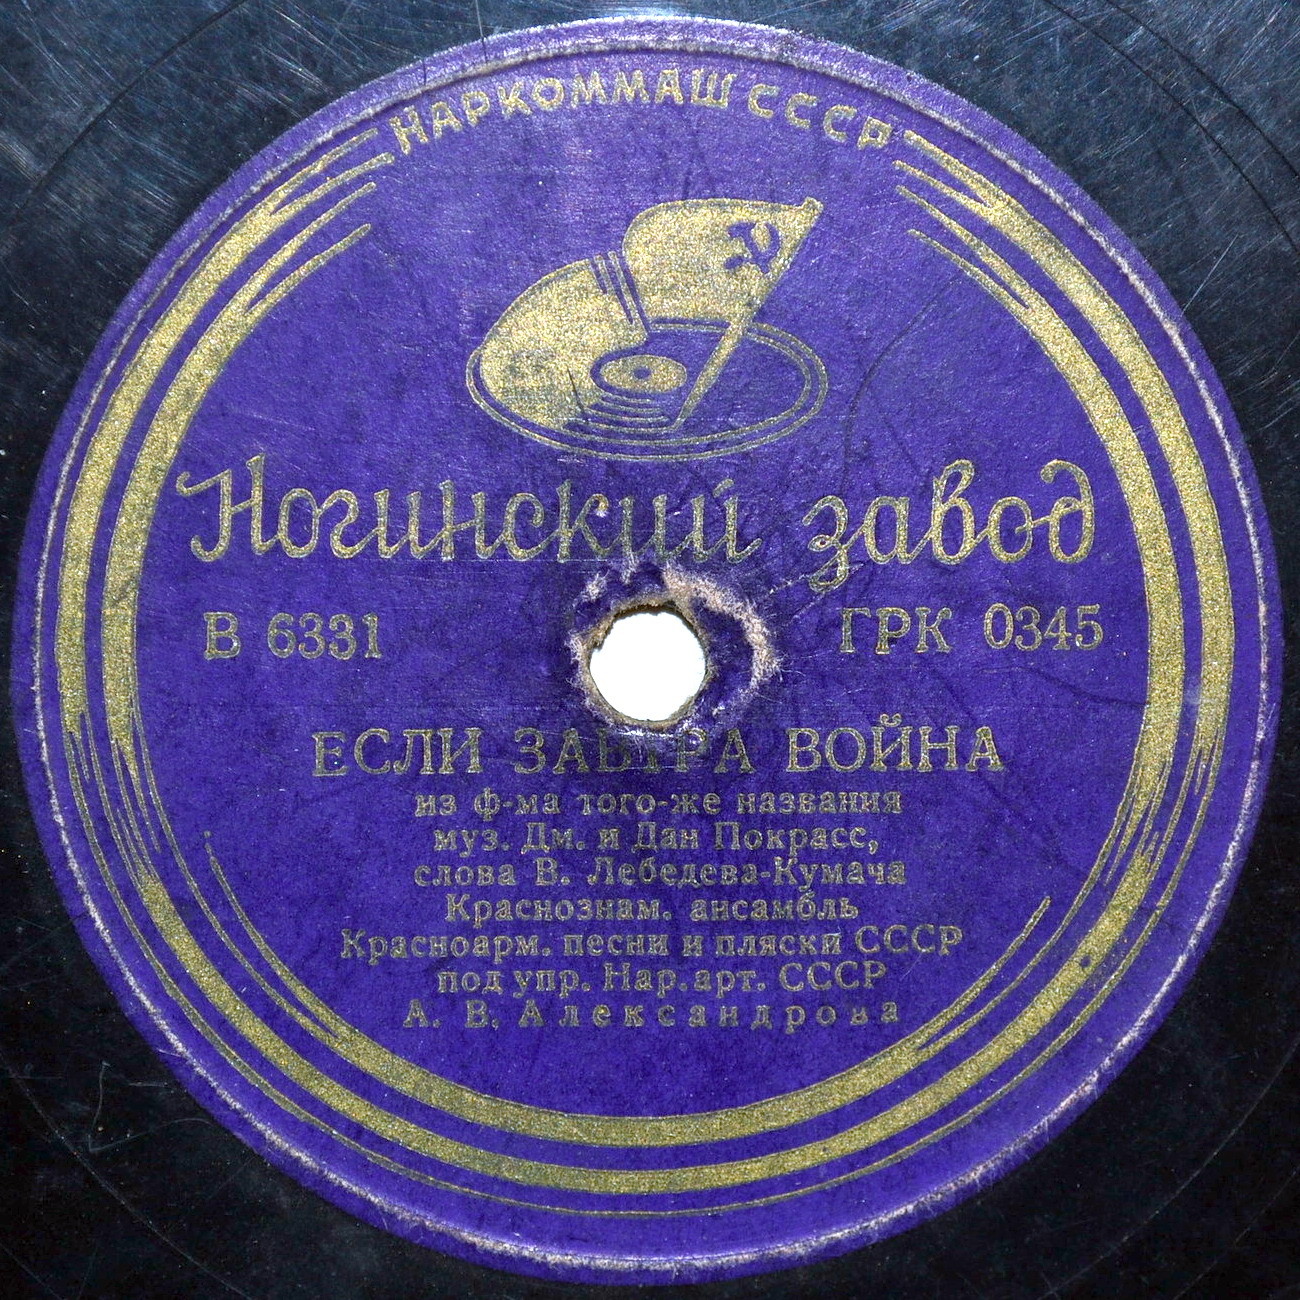 НАРКОММАШ СССР
Ногинский завод
В 6331 ГРК 0345
ЕСЛИ ЗАВТРА ВОЙНА
из ф-ма того-же названия
муз. Дм. и Дан Покрасс,
слова В. Лебедева-Кумача
Краснознам. ансамбль
Красноарм. песни и пляски СССР
под упр. Нар. арт. СССР
А. В. Александрова